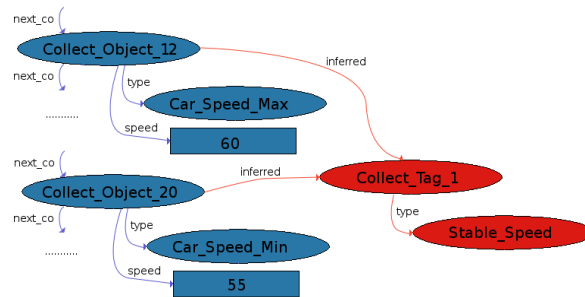 next_co
Collect_Object_12
next_co
inferred
type
Car_Speed_Max
..........
speed
60
next_co
Collect_Object_20
inferred
Collect_Tag_1
next_co
type
type
Stable_Speed
Car_Speed_Min
..........
speed
55